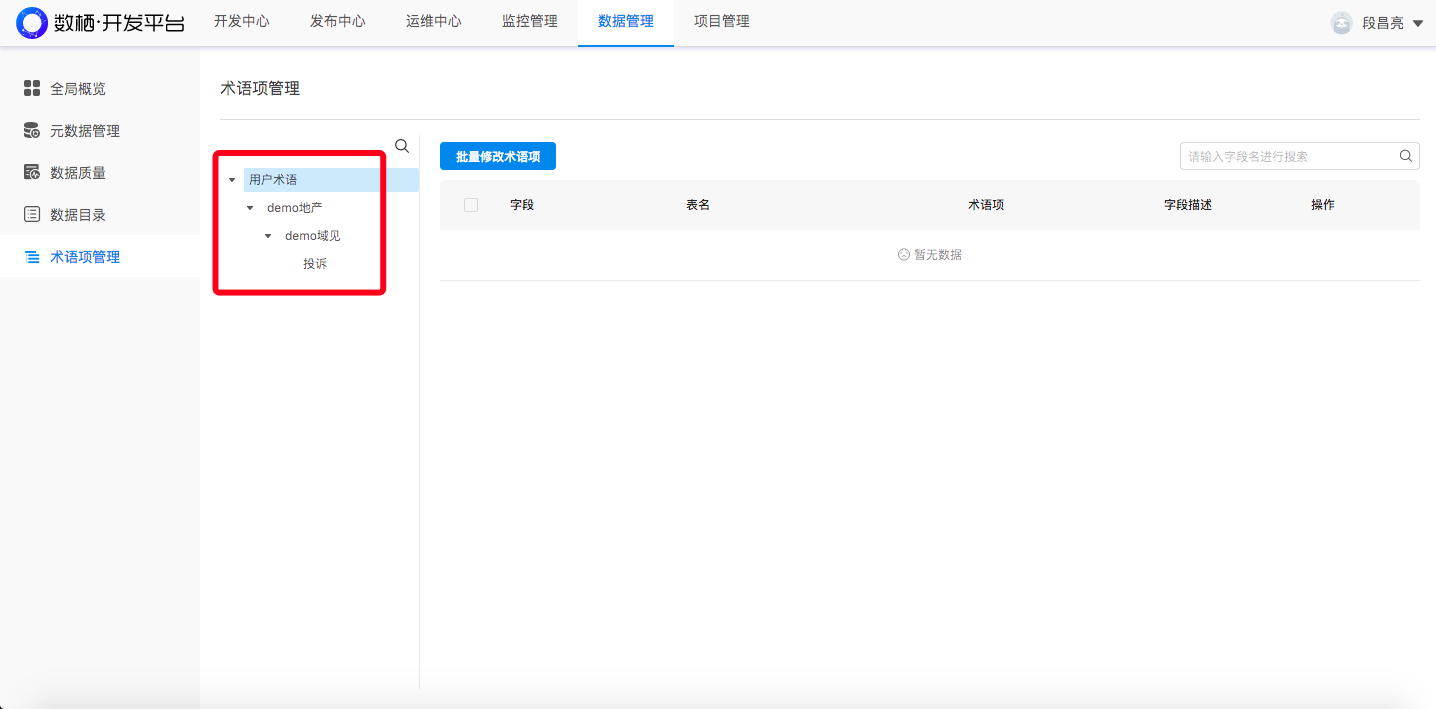 数栖·开发平台
开发中心
发布中心
运维中心
监控管理
数据管理
项目管理
段昌亮
全局概览
元数据管理
数据质量
数据目录
术语项管理
术语项管理
用户术语
demo地产
demo域见
投诉
批量修改术语项
请输入字段名进行搜索
字段
表名
术语项
字段描述
操作
暂无数据